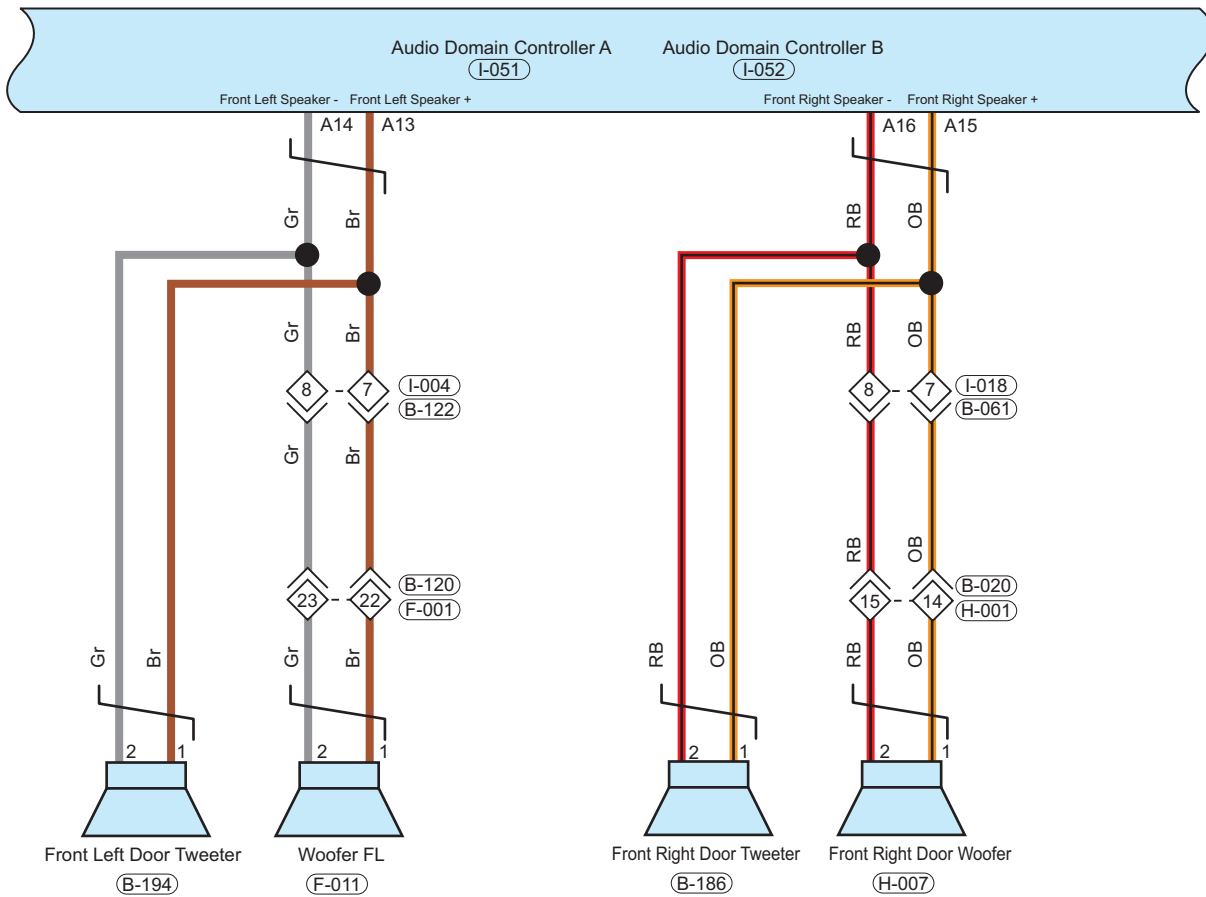 Audio Domain Controller A
I-051
Audio Domain Controller B
I-052
Front Left Speaker - Front Left Speaker +
Front Right Speaker - Front Right Speaker +
A14 A13
A16 A15
Gr Br
RB OB
Gr Br
RB OB
8 7 I-004
B-122
8 7 I-018
B-061
Gr Br
RB OB
23 22 B-120
F-001
15 14 B-020
H-001
Gr Br Gr Br
RB OB RB OB
2 1 2 1
2 1 2 1
Front Left Door Tweeter
B-194
Woofer FL
F-011
Front Right Door Tweeter
B-186
Front Right Door Woofer
H-007